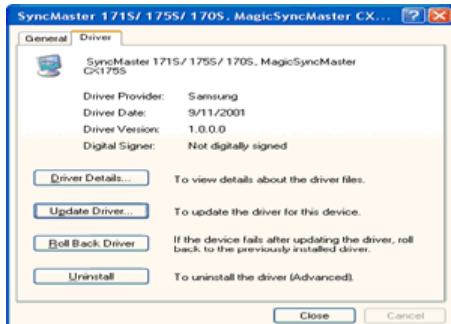 SyncMaster 171S/ 175S/ 170S, MagicSyncMaster CX...
General Driver
SyncMaster 171S/ 175S/ 170S, MagicSyncMaster
CX175S
Driver Provider: Samsung
Driver Date: 9/11/2001
Driver Version: 1.0.0.0
Digital Signer: Not digitally signed
Driver Details... To view details about the driver files.
Update Driver... To update the driver for this device.
Roll Back Driver If the device fails after updating the driver, roll
back to the previously installed driver.
Uninstall To uninstall the driver (Advanced).
Close Cancel